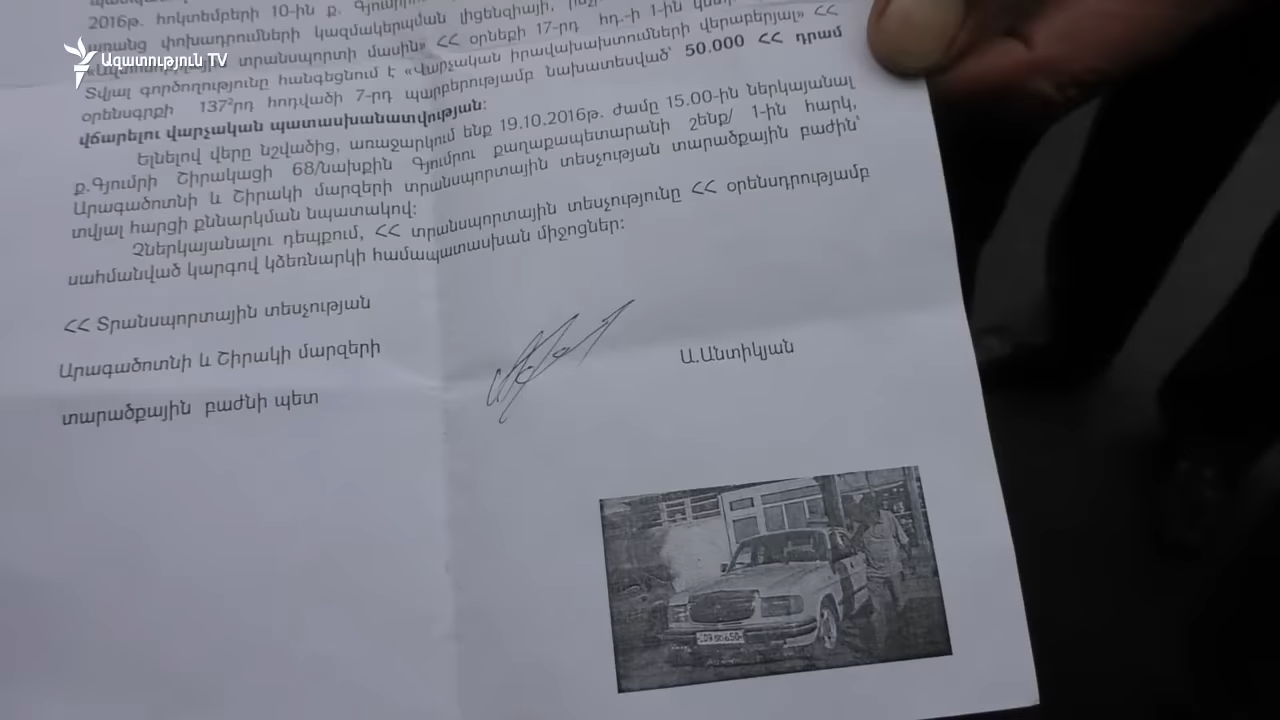 Ազատություն TV
2016թ. հոկտեմբերի 10-ին ք.
առանց փոխադրումների կազմակերպման լիցենզիայի,
տրանսպորտի մասին» ՀՀ օրենքի 17-րդ հդ.-ի 1-ին
Տվյալ գործողությունը հանգեցնում է «Վարչական իրավախախտումների վերաբերյալ» ՀՀ
օրենսգրքի 137²րդ հոդվածի 7-րդ պարբերությամբ նախատեսված՝ 50.000 ՀՀ դրամ
վճարելու վարչական պատասխանատվության:
Ելնելով վերը նշվածից, առաջարկում ենք 19.10.2016թ. ժամը 15.00-ին ներկայանալ
ք.Գյումրի Շիրակացի 68/նախքին Գյումրու քաղաքապետարանի շենք/ 1-ին հարկ,
Արագածոտնի և Շիրակի մարզերի տրանսպորտային տեսչության տարածքային բաժին՝
տվյալ հարցի քննարկման նպատակով:
Չներկայանալու դեպքում, ՀՀ տրանսպորտային տեսչությունը ՀՀ օրենսդրությամբ
սահմանված կարգով կձեռնարկի համապատասխան միջոցներ:
ՀՀ Տրանսպորտային տեսչության
Արագածոտնի և Շիրակի մարզերի
տարածքային բաժնի պետ
Ա.Անտիկյան